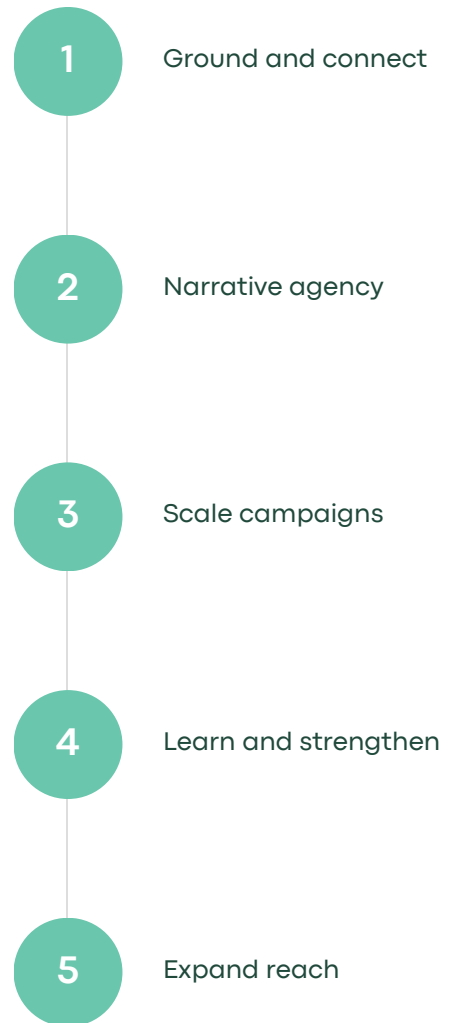 1
Ground and connect
2
Narrative agency
3
Scale campaigns
4
Learn and strengthen
5
Expand reach